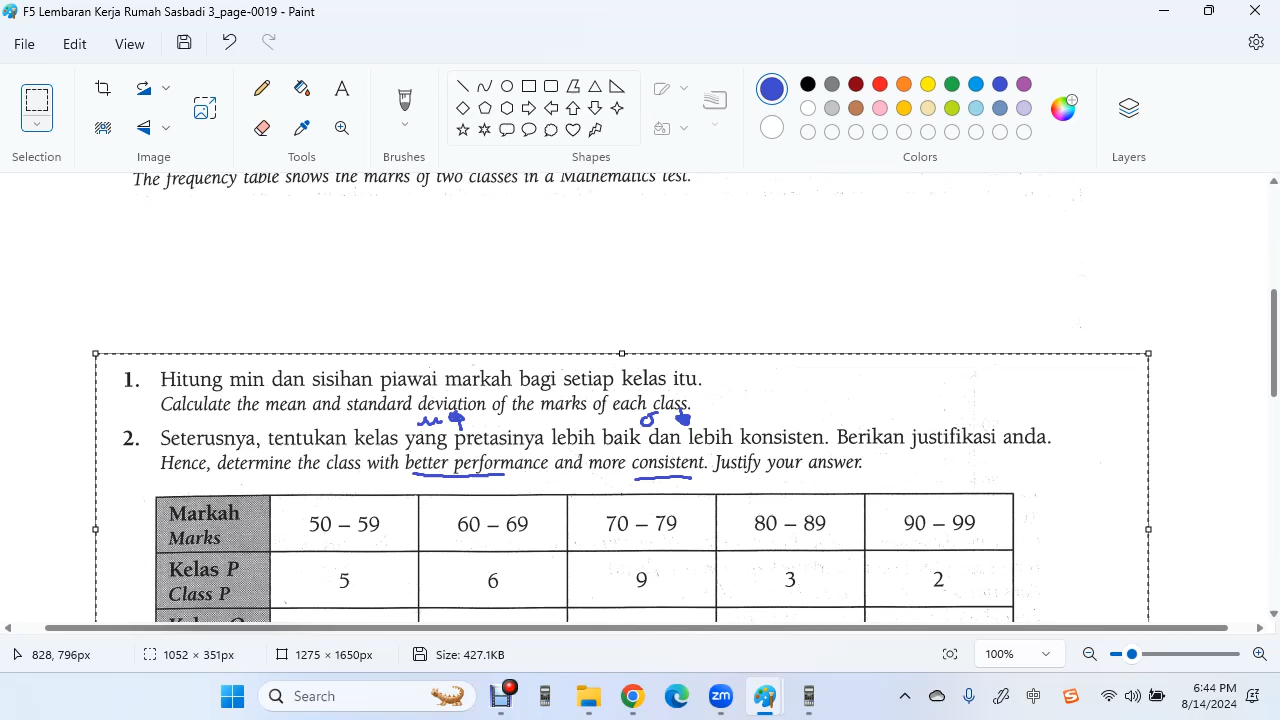 F5 Lembaran Kerja Rumah Sasbadi 3_page-0019 - Paint
File Edit View
Selection Image Tools Brushes Shapes Colors Layers
The frequency table shows the marks of two classes in a Mathematics test.
1. Hitung min dan sisihan piawai markah bagi setiap kelas itu.
Calculate the mean and standard deviation of the marks of each class.
σ ↓
2. Seterusnya, tentukan kelas yang pretasinya lebih baik dan lebih konsisten. Berikan justifikasi anda.
Hence, determine the class with better performance and more consistent. Justify your answer.
Markah 50 – 59 60 – 69 70 – 79 80 – 89 90 – 99
Marks
Kelas P 5 6 9 3 2
Class P
828, 796px 1052 × 351px 1275 × 1650px Size: 427.1KB 100%
Search zm 中 S 6:44 PM
8/14/2024